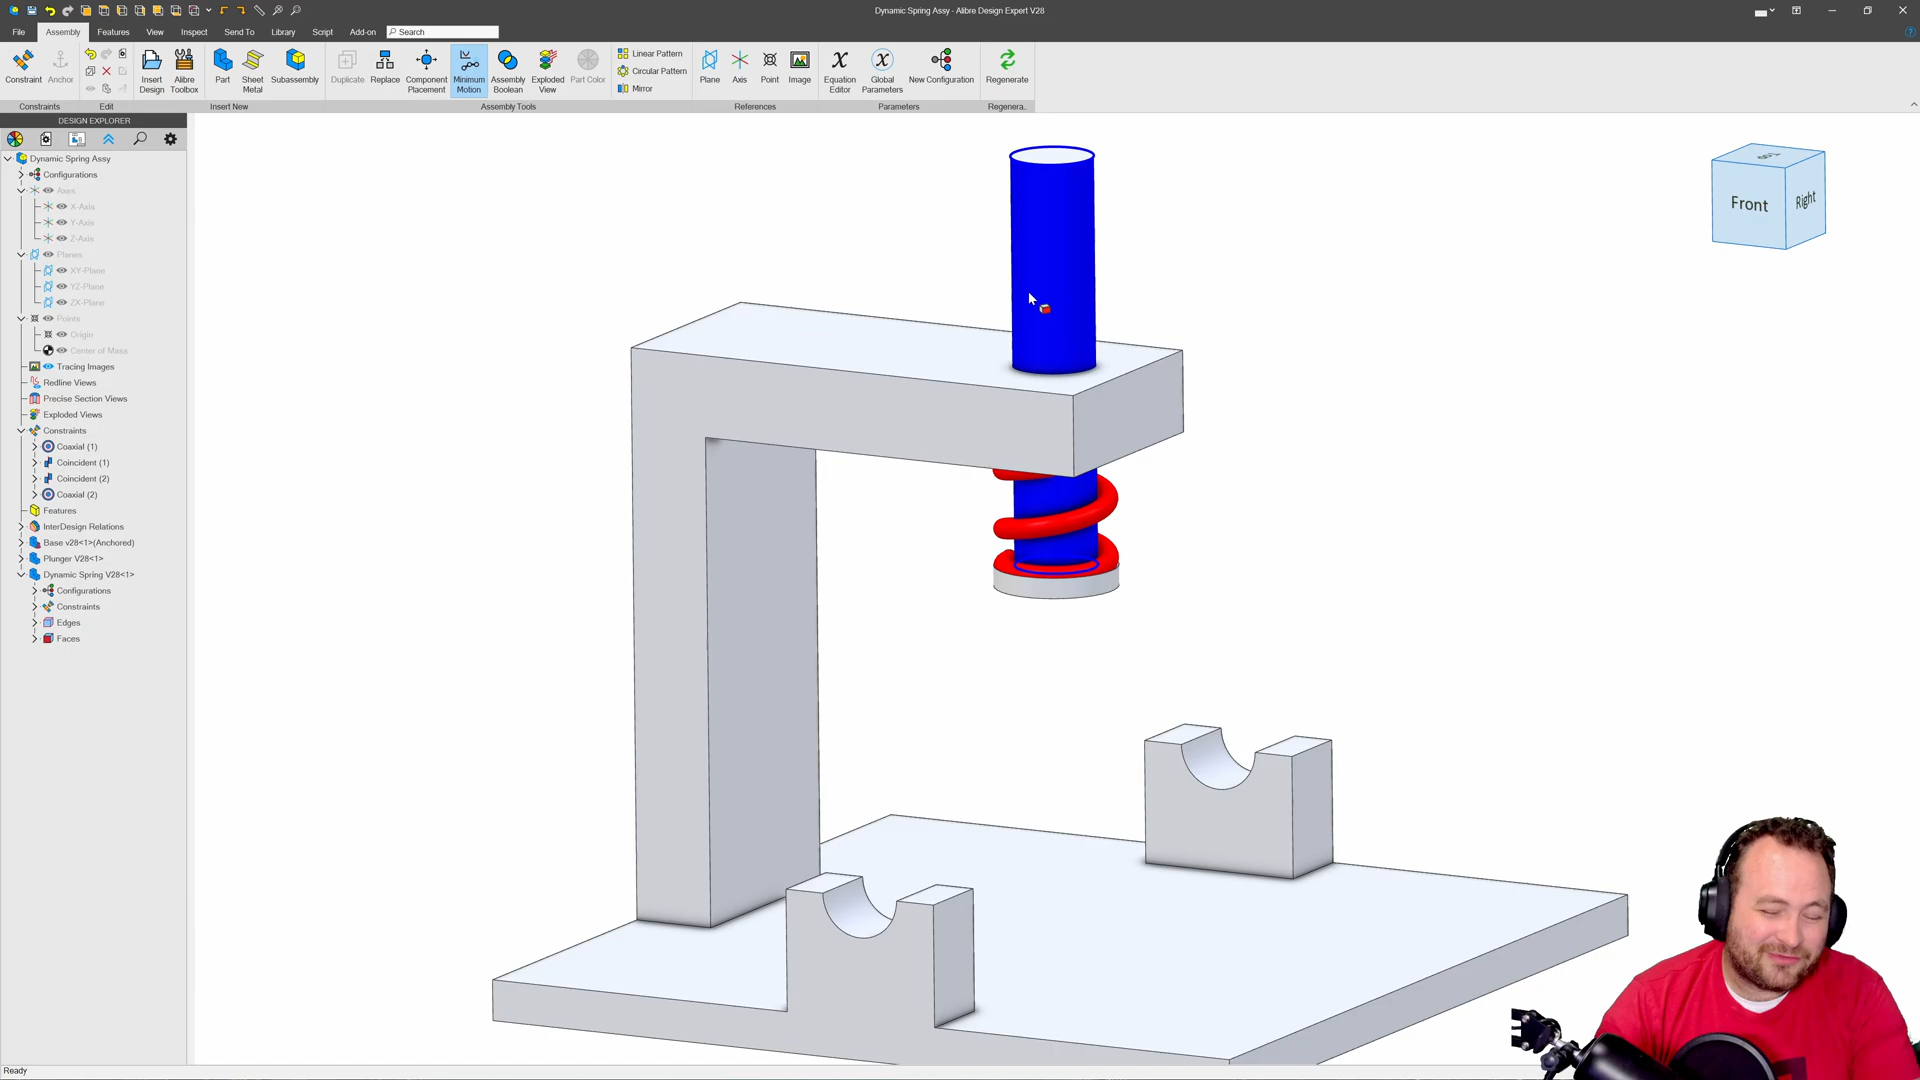 Dynamic Spring Assy - Alibre Design Expert V28
File Assembly Features View Inspect Send To Library Script Add-on Search
Constraint Anchor Insert Design Alibre Toolbox Part Sheet Metal Subassembly Duplicate Replace Component Placement Minimum Motion Assembly Boolean Exploded View Part Color Linear Pattern Circular Pattern Mirror Plane Axis Point Image Equation Editor Global Parameters New Configuration Regenerate
Constraints Edit Insert New Assembly Tools References Parameters Regenera..
DESIGN EXPLORER
Dynamic Spring Assy
Configurations
Axes
X-Axis
Y-Axis
Z-Axis
Planes
XY-Plane
YZ-Plane
ZX-Plane
Points
Origin
Center of Mass
Tracing Images
Redline Views
Precise Section Views
Exploded Views
Constraints
Coaxial (1)
Coincident (1)
Coincident (2)
Coaxial (2)
Features
InterDesign Relations
Base v28<1>(Anchored)
Plunger V28<1>
Dynamic Spring V28<1>
Configurations
Constraints
Edges
Faces
Top
Front Right
Ready